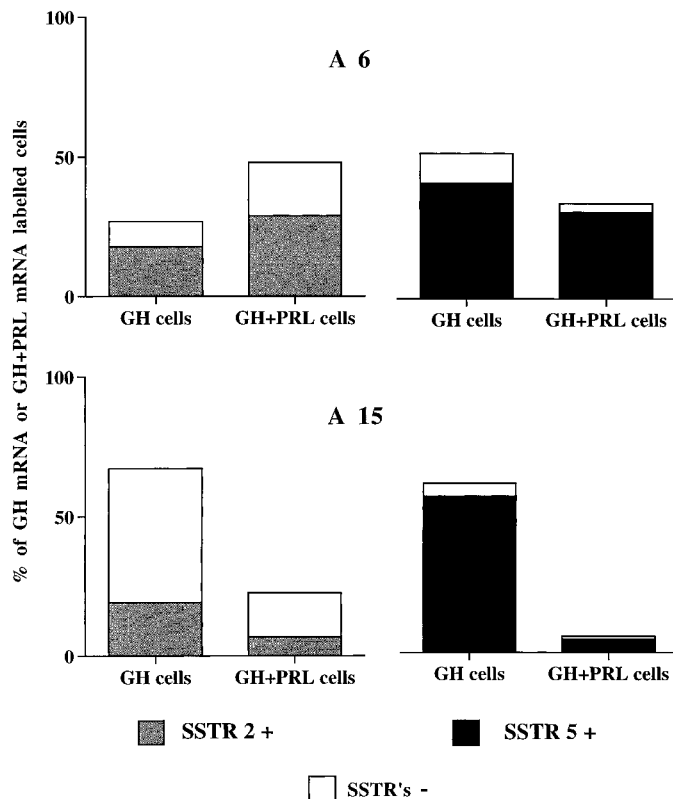 % of GH mRNA or GH+PRL mRNA labelled cells
100
50
0
A 6
GH cells
GH+PRL cells
GH cells
GH+PRL cells
100
50
0
A 15
GH cells
GH+PRL cells
GH cells
GH+PRL cells
SSTR 2 +
SSTR 5 +
SSTR's -